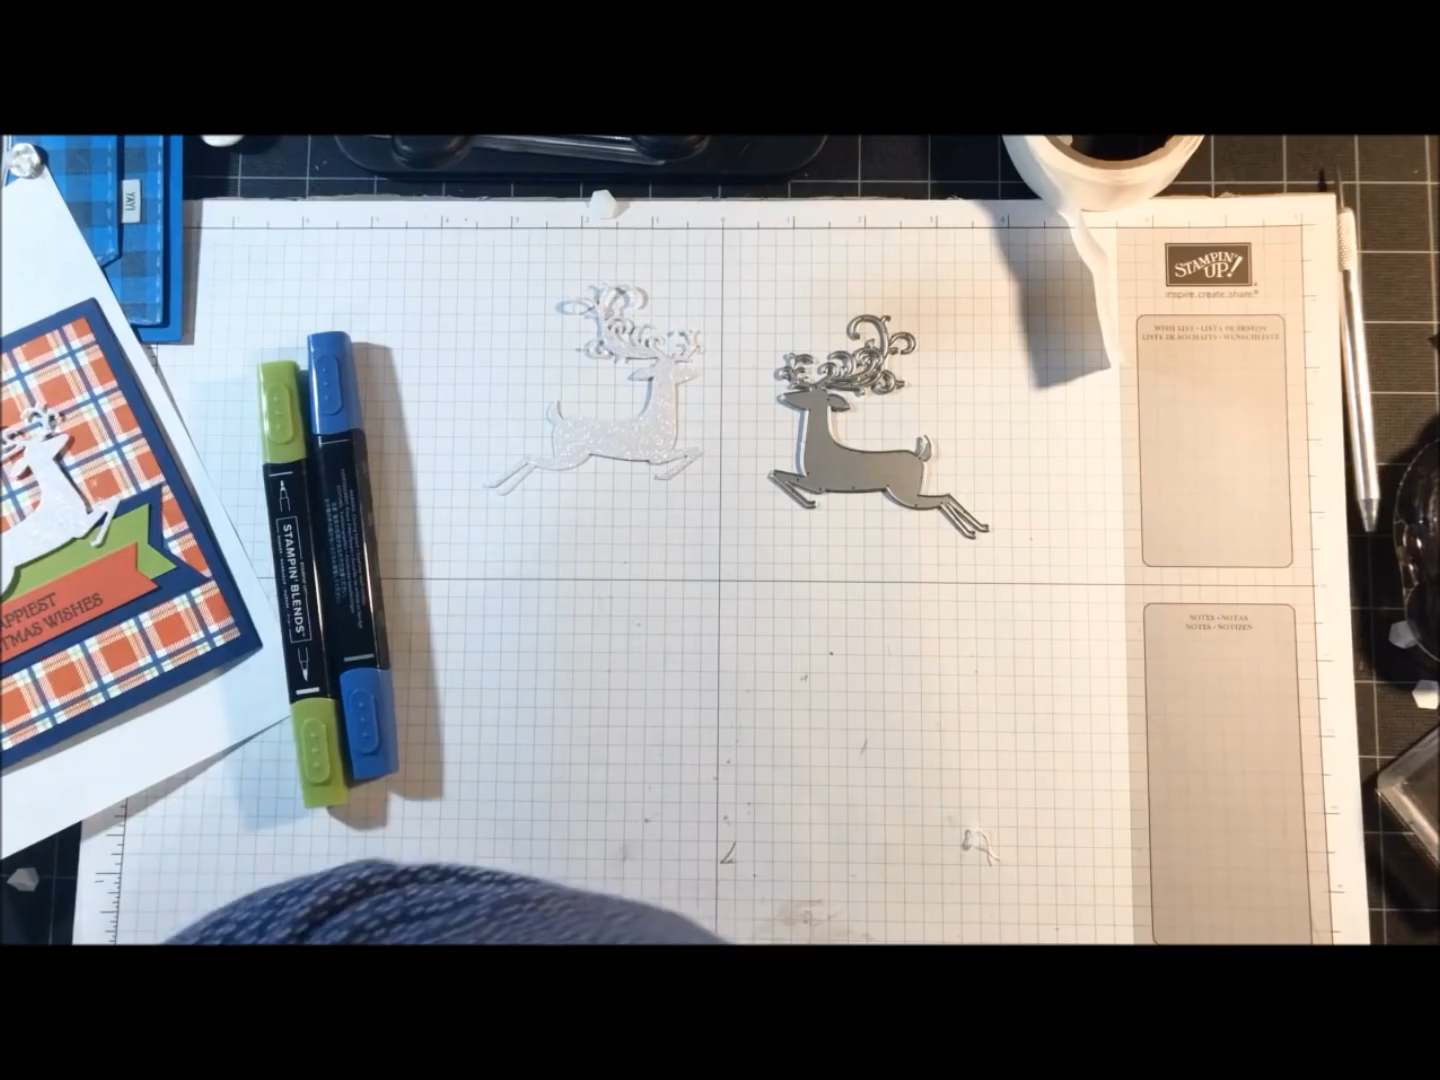 YAY!
APPIEST
TMAS WISHES
STAMPIN' BLENDS
STAMPIN' UP!
inspire.create.share.
WISH LIST • LISTA DE DESEOS
LISTE DE SOUHAITS • WUNSCHLISTE
NOTES • NOTAS
NOTES • NOTIZEN